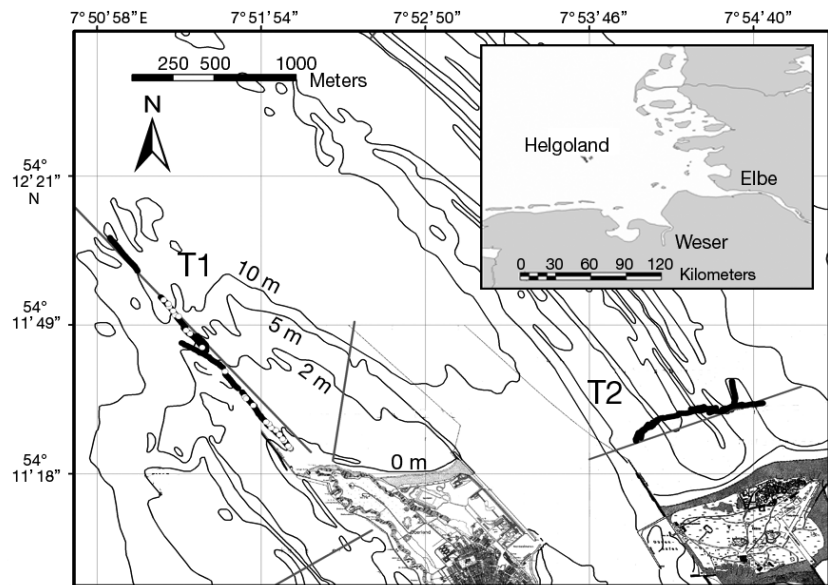 7°50’58”E 7°51’54” 7°52’50” 7°53’46” 7°54’40”
250 500 1000
Meters
N
54°
12’21”
N
Helgoland
Elbe
Weser
0 30 60 90 120
Kilometers
T1
10 m
54°
11’49”
5 m
2 m
T2
0 m
54°
11’18”